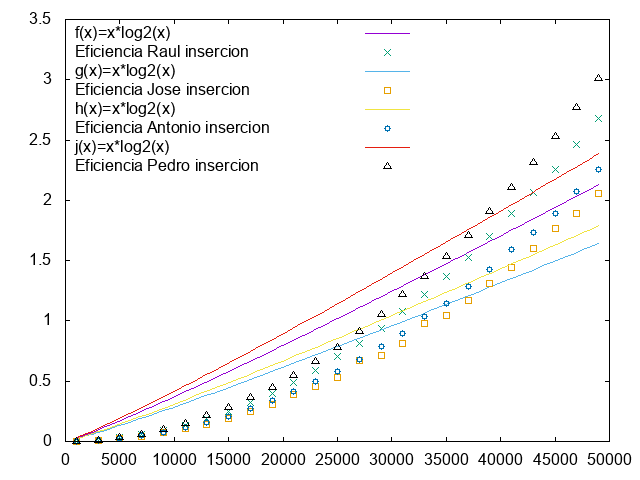 3.5
3
2.5
2
1.5
1
0.5
0
f(x)=x*log2(x)
Eficiencia Raul insercion
g(x)=x*log2(x)
Eficiencia Jose insercion
h(x)=x*log2(x)
Eficiencia Antonio insercion
j(x)=x*log2(x)
Eficiencia Pedro insercion
0 5000 10000 15000 20000 25000 30000 35000 40000 45000 50000